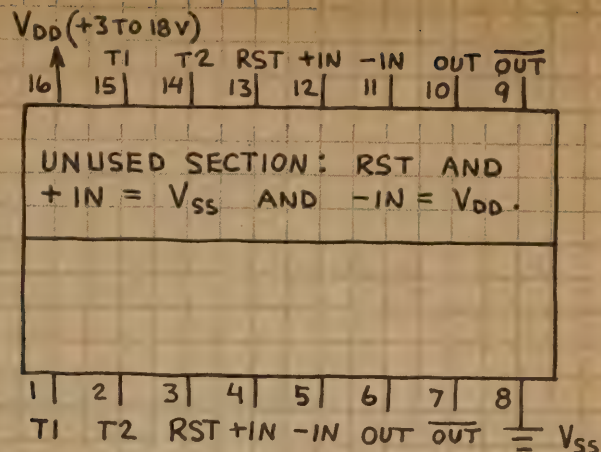 VDD (+3 TO 18V)
T1 T2 RST +IN -IN OUT O̅U̅T̅
16 15 14 13 12 11 10 9
UNUSED SECTION: RST AND
+IN = VSS AND -IN = VDD.
1 2 3 4 5 6 7 8
T1 T2 RST +IN -IN OUT O̅U̅T̅ VSS